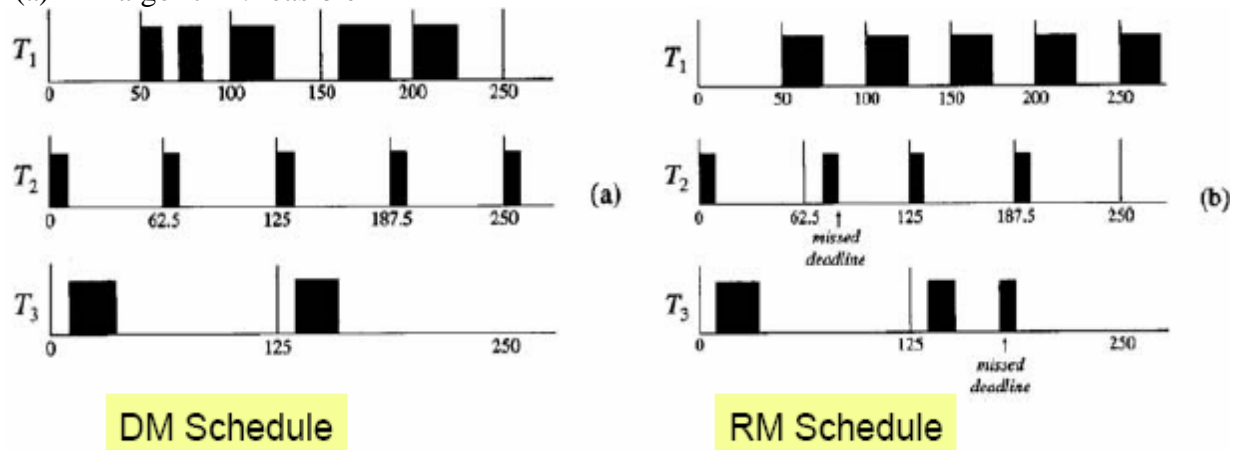 T1
0 50 100 150 200 250
T2
0 62.5 125 187.5 250
(a)
T3
0 125 250
DM Schedule
T1
0 50 100 150 200 250
T2
0 62.5 125 187.5 250
missed
deadline
(b)
T3
0 125 250
missed
deadline
RM Schedule